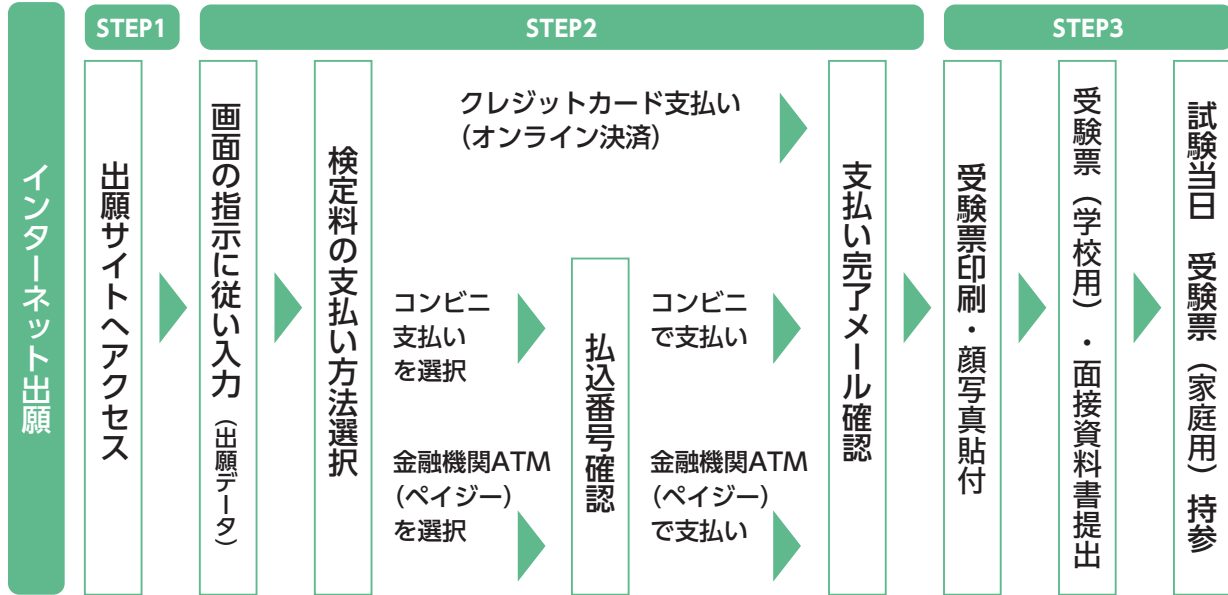 インターネット出願
STEP1
出願サイトへアクセス
STEP2
画面の指示に従い入力（出願データ）
検定料の支払い方法選択
クレジットカード支払い
（オンライン決済）
コンビニ
支払い
を選択
金融機関ATM
（ペイジー）
を選択
払込番号確認
コンビニ
で支払い
金融機関ATM
（ペイジー）
で支払い
支払い完了メール確認
STEP3
受験票印刷・顔写真貼付
受験票（学校用）・面接資料書提出
試験当日　受験票（家庭用）持参